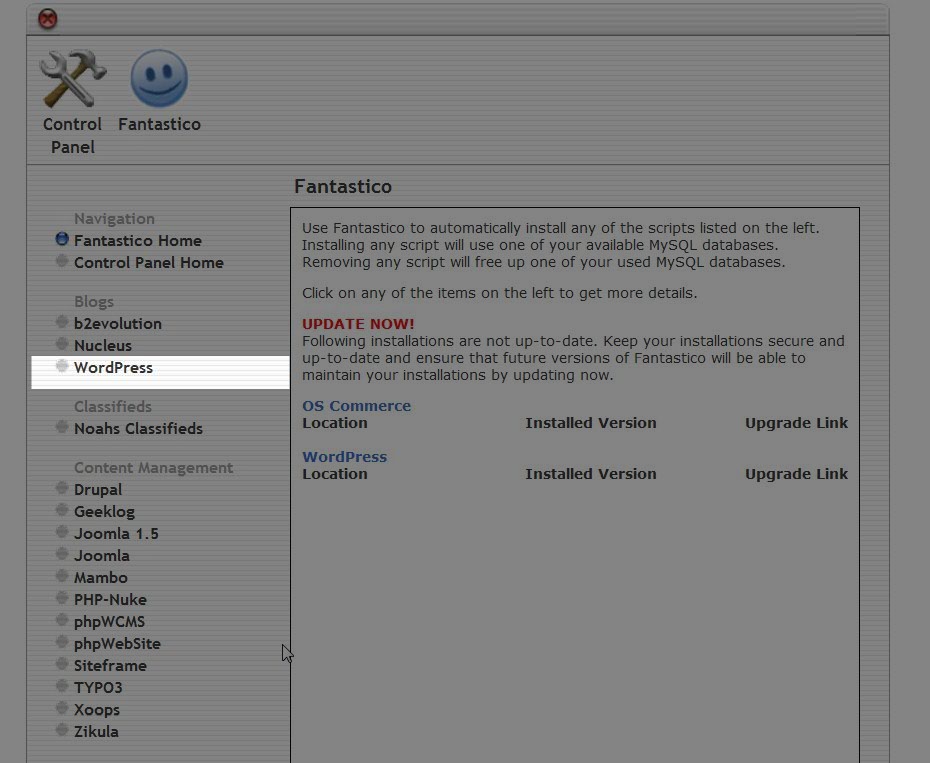 Control Panel
Fantastico
Fantastico
Navigation
Fantastico Home
Control Panel Home
Blogs
b2evolution
Nucleus
WordPress
Classifieds
Noahs Classifieds
Content Management
Drupal
Geeklog
Joomla 1.5
Joomla
Mambo
PHP-Nuke
phpWCMS
phpWebSite
Siteframe
TYPO3
Xoops
Zikula
Use Fantastico to automatically install any of the scripts listed on the left.
Installing any script will use one of your available MySQL databases.
Removing any script will free up one of your used MySQL databases.
Click on any of the items on the left to get more details.
UPDATE NOW!
Following installations are not up-to-date. Keep your installations secure and
up-to-date and ensure that future versions of Fantastico will be able to
maintain your installations by updating now.
OS Commerce
Location Installed Version Upgrade Link
WordPress
Location Installed Version Upgrade Link